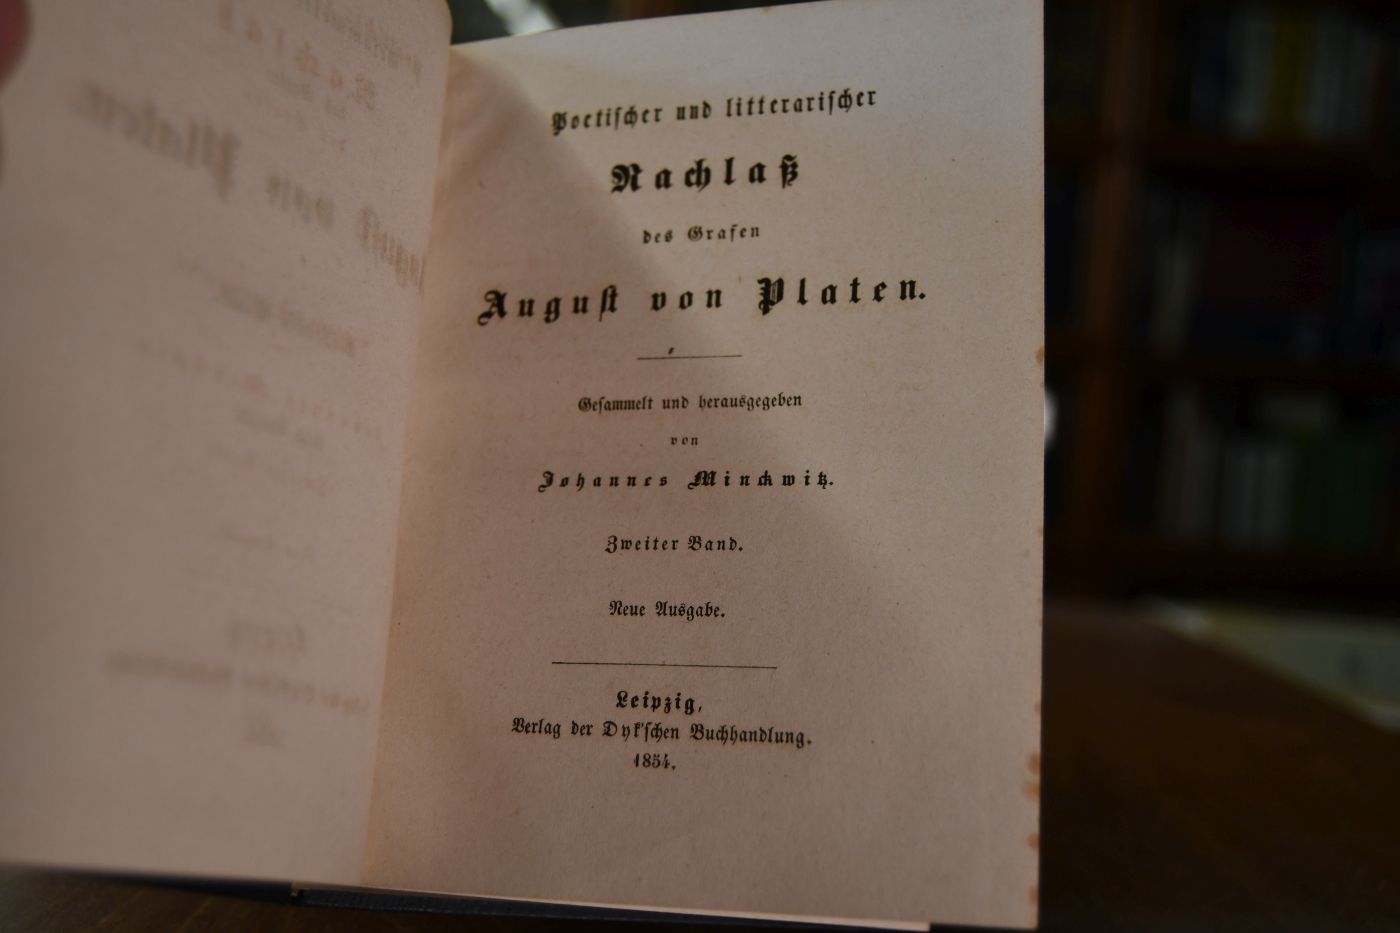 Poetischer und litterarischer
Nachlaß
des Grafen
August von Platen.
Gesammelt und herausgegeben
von
Johannes Minckwitz.
Zweiter Band.
Neue Ausgabe.
Leipzig,
Verlag der Dyk'schen Buchhandlung.
1854.